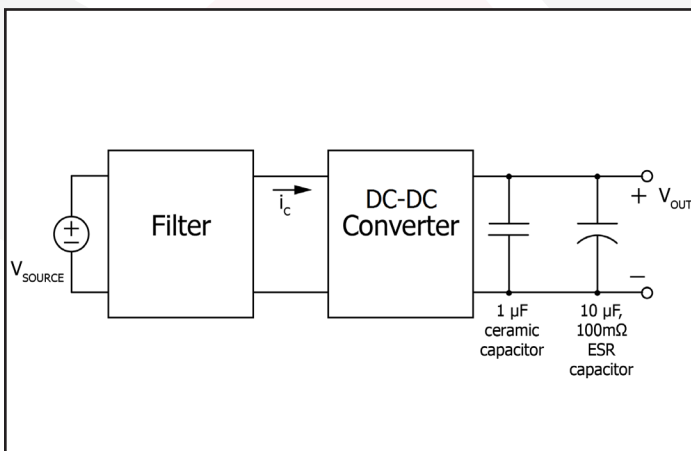 Filter
i_c
DC-DC
Converter
+
−
+ V_OUT
−
V_SOURCE
1 µF
ceramic
capacitor
10 µF,
100mΩ
ESR
capacitor